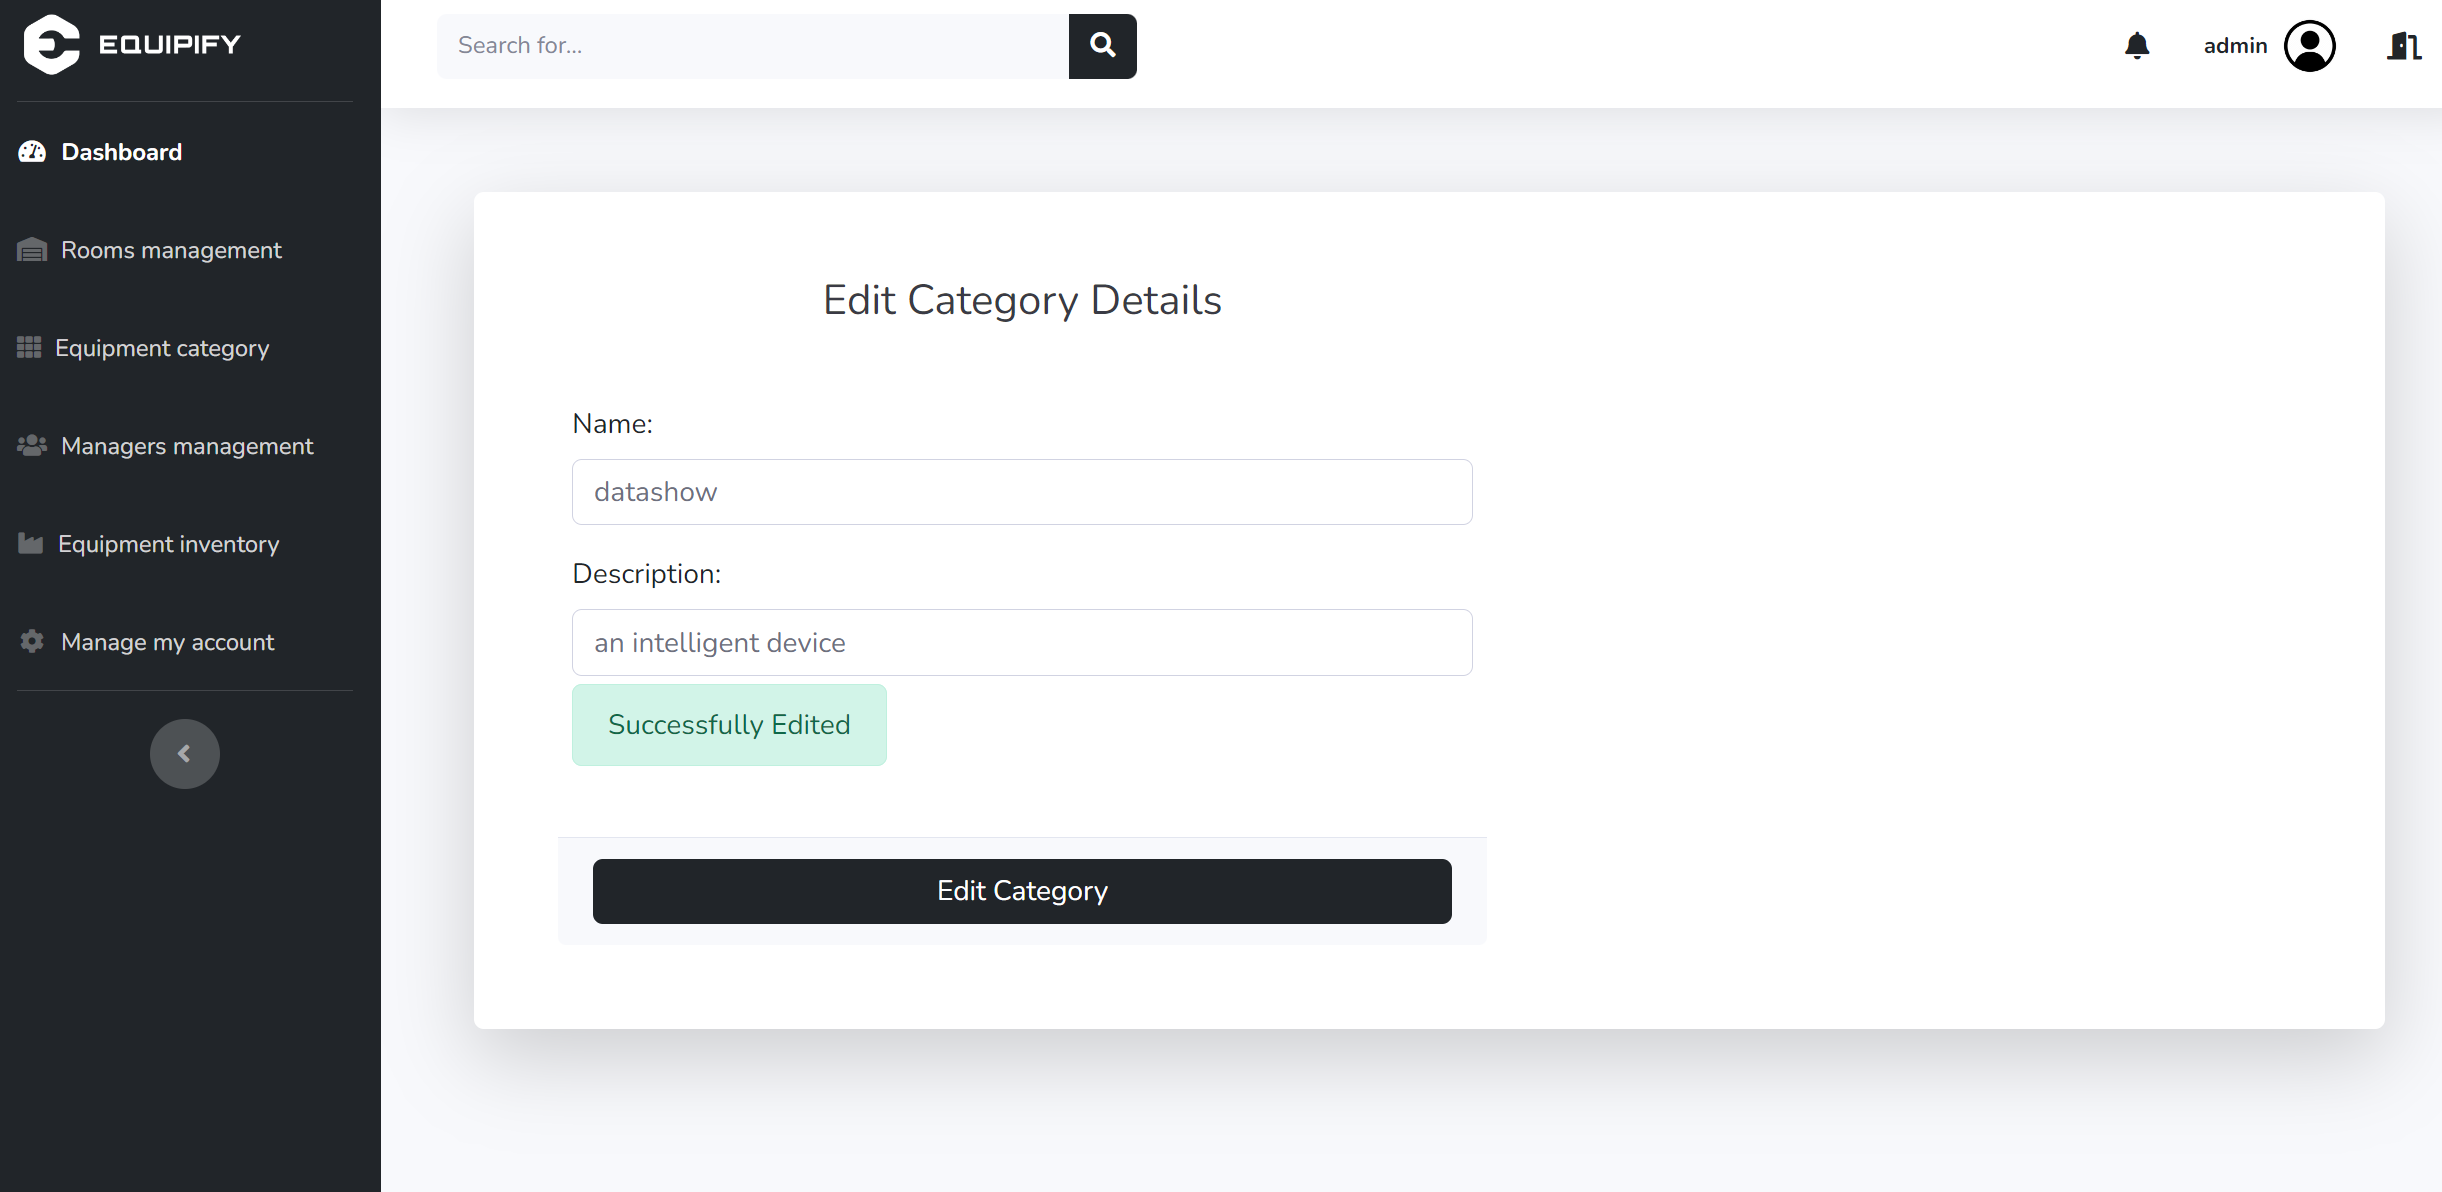 EQUIPIFY
Search for...
admin
Dashboard
Rooms management
Equipment category
Managers management
Equipment inventory
Manage my account
Edit Category Details
Name:
datashow
Description:
an intelligent device
Successfully Edited
Edit Category